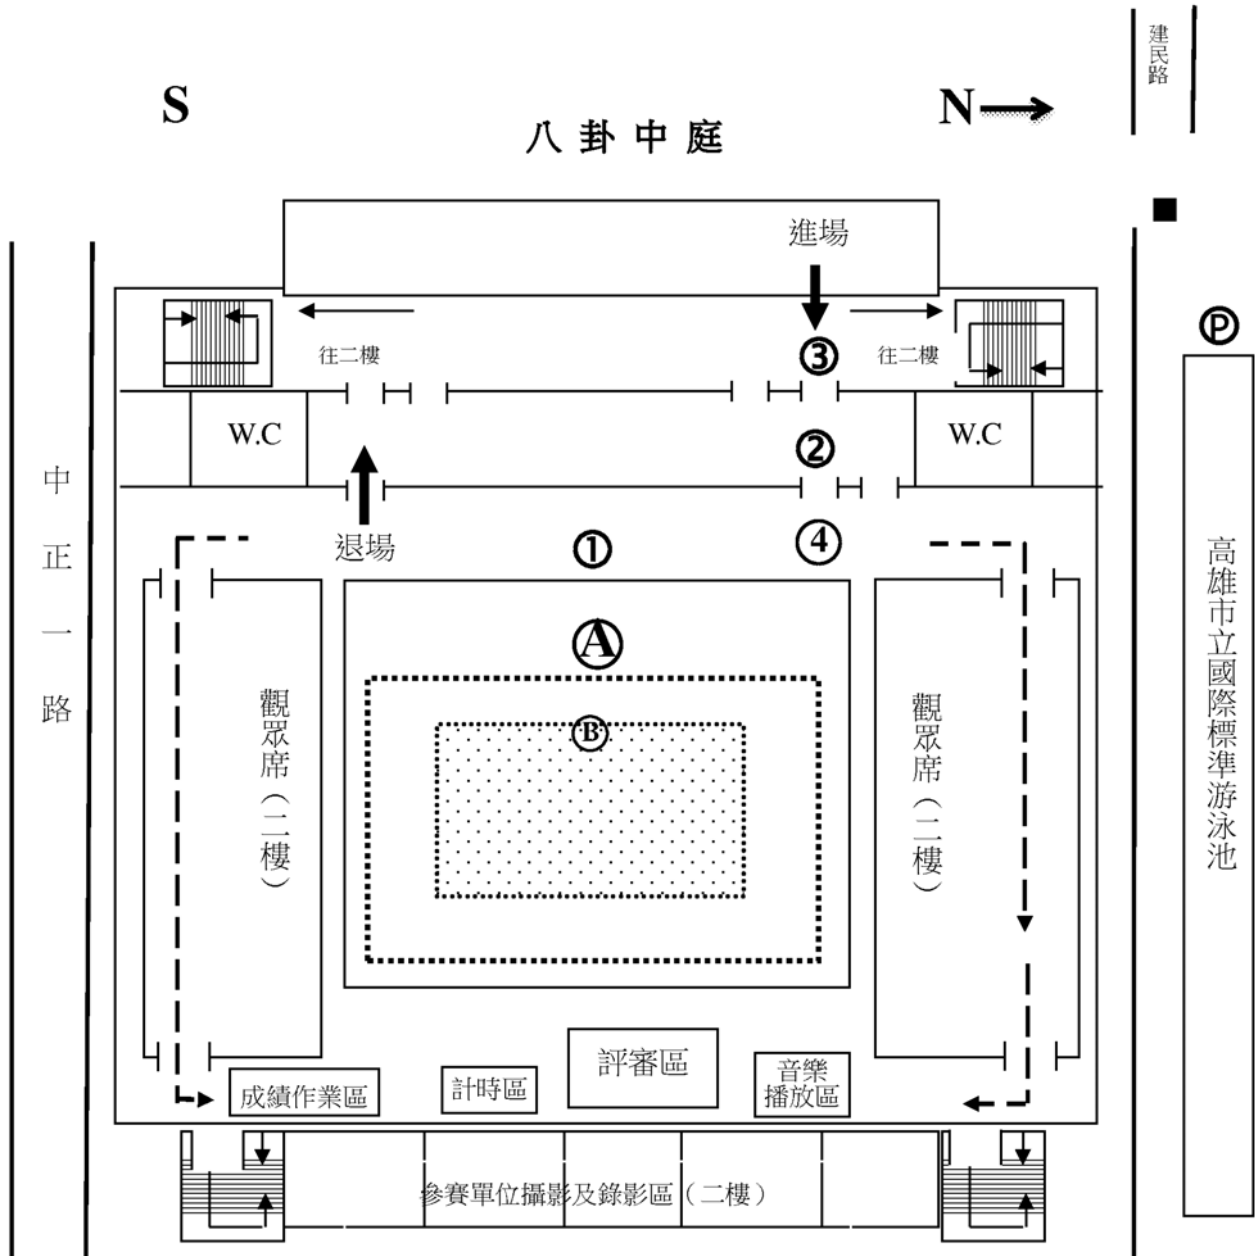 建民路
S
N
八卦中庭
進場
P
往二樓
③
往二樓
W.C
②
W.C
退場
①
④
中正一路
A
B
觀眾席（二樓）
觀眾席（二樓）
高雄市立國際標準游泳池
成績作業區
計時區
評審區
音樂
播放區
參賽單位攝影及錄影區（二樓）